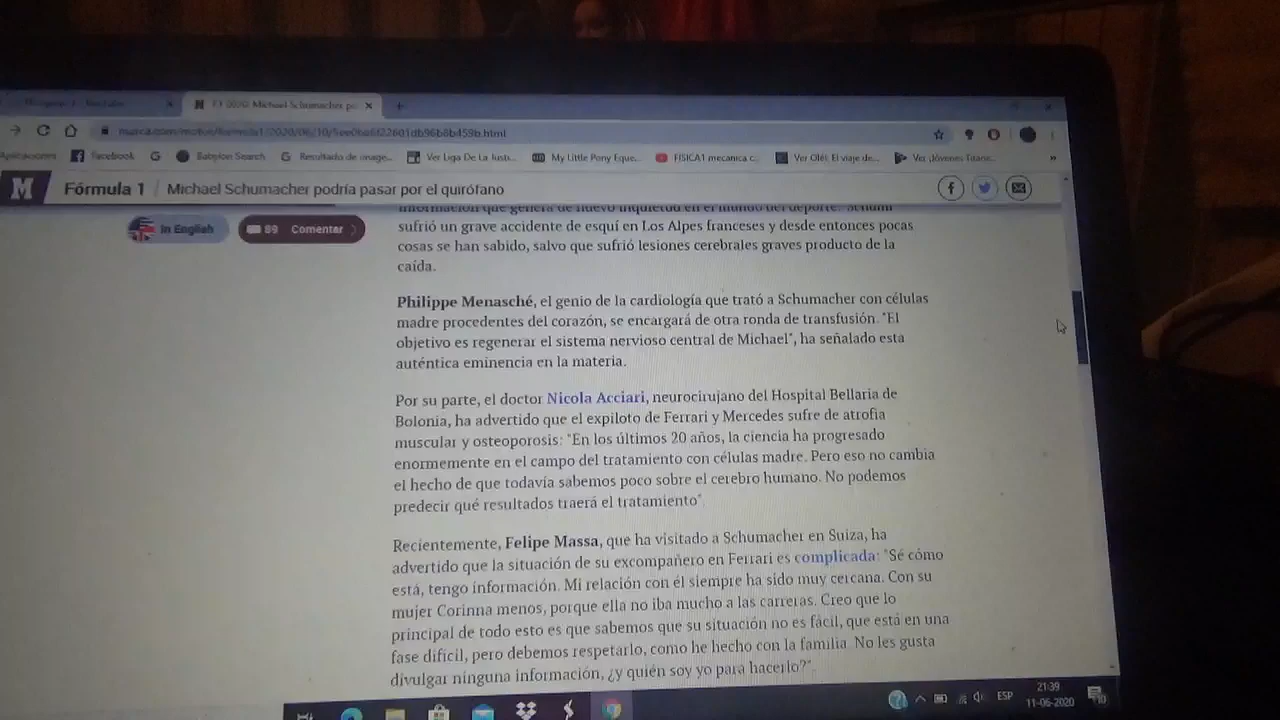 F1 2020: Michael Schumacher po
marca.com/motor/formula1/2020/06/10/5ee0ba6f22601db96b8b459b.html
Aplicaciones Facebook G Babylon Search G Resultado de image... Ver Liga De La Justi... My Little Pony Eque... FISICA1 mecanica c... Ver Olé! El viaje de... Ver ¡Jóvenes Titane... »
M Fórmula 1 / Michael Schumacher podría pasar por el quirófano
In English 89 Comentar
información que genera de nuevo inquietud en el mundo del deporte.
sufrió un grave accidente de esquí en Los Alpes franceses y desde entonces pocas
cosas se han sabido, salvo que sufrió lesiones cerebrales graves producto de la
caída.
Philippe Menasché, el genio de la cardiología que trató a Schumacher con células
madre procedentes del corazón, se encargará de otra ronda de transfusión. "El
objetivo es regenerar el sistema nervioso central de Michael", ha señalado esta
auténtica eminencia en la materia.
Por su parte, el doctor Nicola Acciari, neurocirujano del Hospital Bellaria de
Bolonia, ha advertido que el expiloto de Ferrari y Mercedes sufre de atrofia
muscular y osteoporosis: "En los últimos 20 años, la ciencia ha progresado
enormemente en el campo del tratamiento con células madre. Pero eso no cambia
el hecho de que todavía sabemos poco sobre el cerebro humano. No podemos
predecir qué resultados traerá el tratamiento".
Recientemente, Felipe Massa, que ha visitado a Schumacher en Suiza, ha
advertido que la situación de su excompañero en Ferrari es complicada: "Sé cómo
está, tengo información. Mi relación con él siempre ha sido muy cercana. Con su
mujer Corinna menos, porque ella no iba mucho a las carreras. Creo que lo
principal de todo esto es que sabemos que su situación no es fácil, que está en una
fase difícil, pero debemos respetarlo, como he hecho con la familia. No les gusta
divulgar ninguna información, ¿y quién soy yo para hacerlo?".
ESP
21:39
11-06-2020